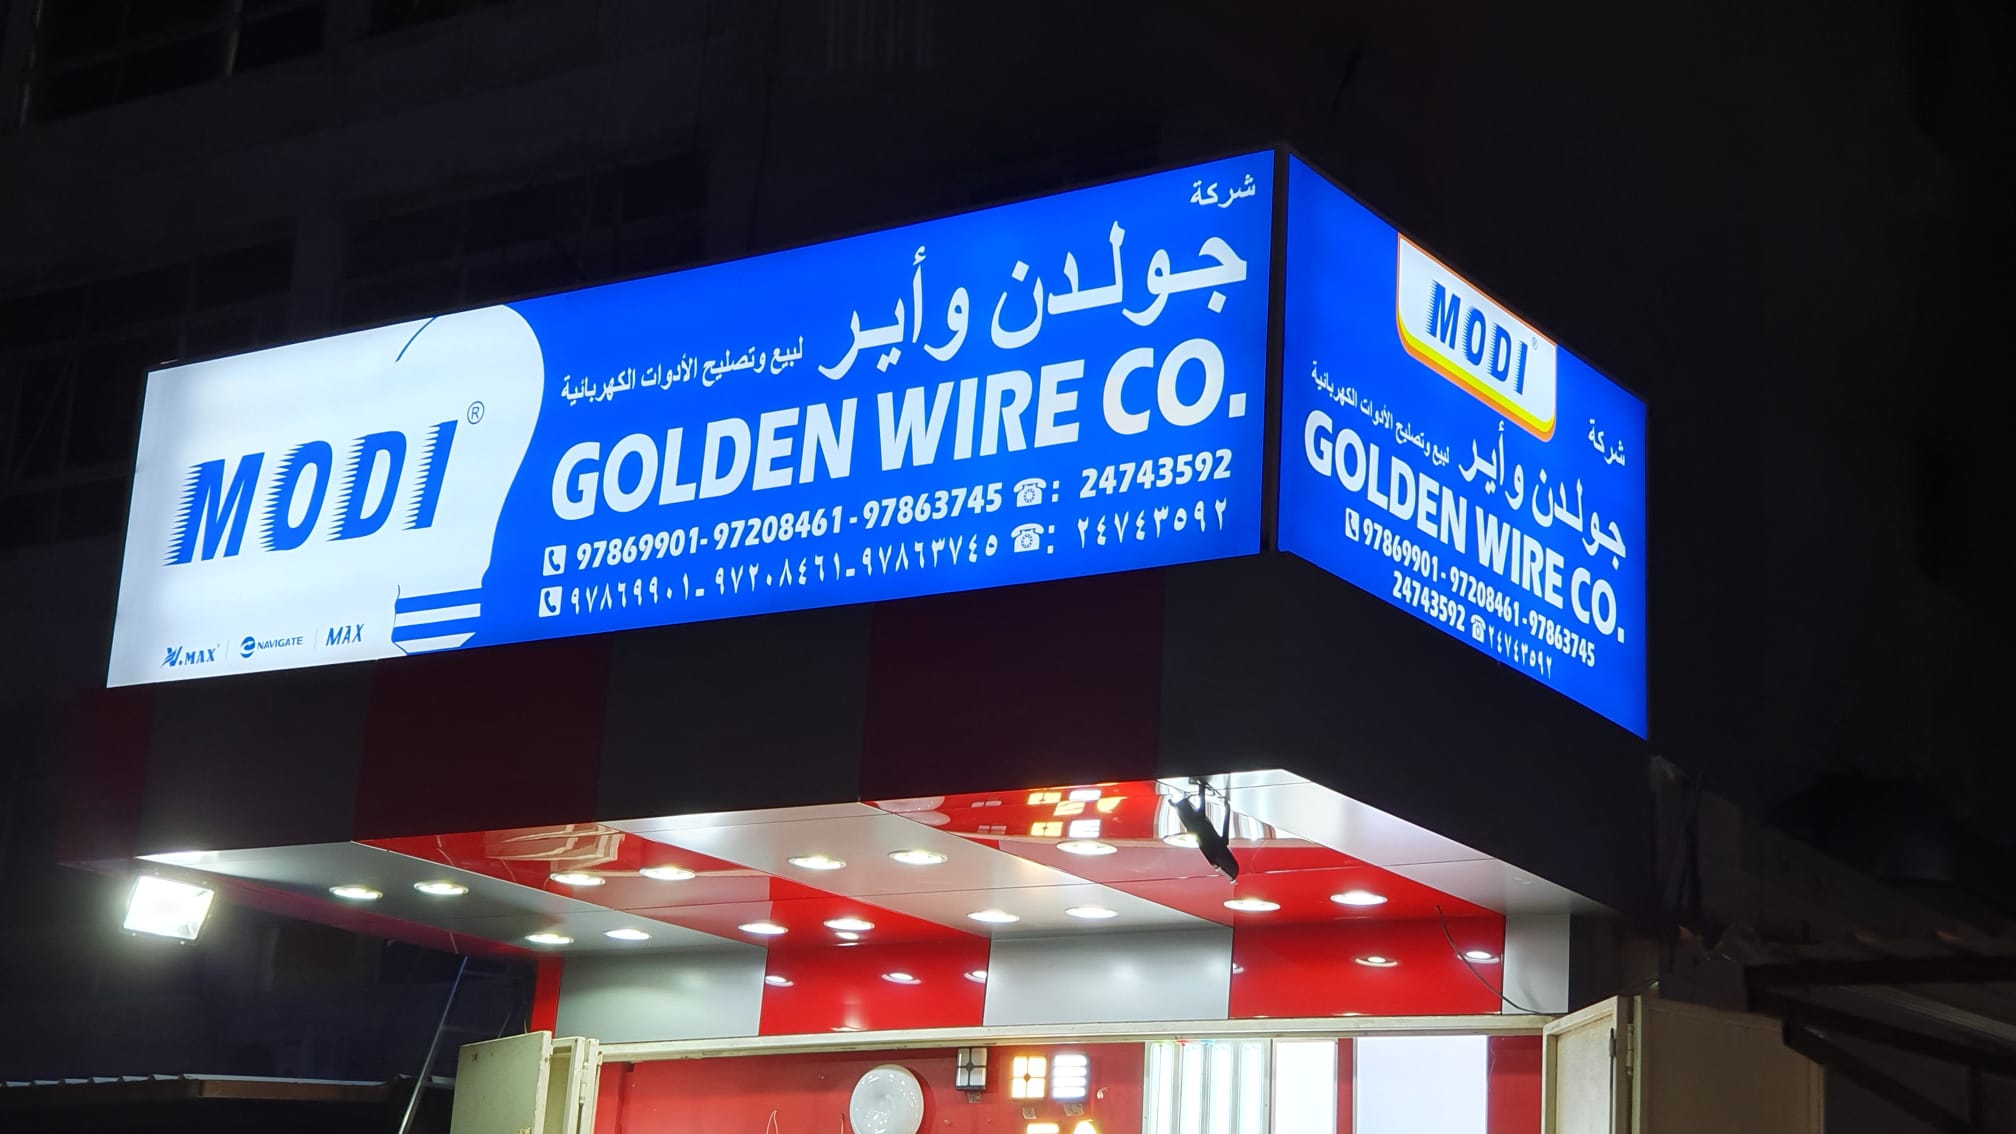 MODI®
W.MAX
NAVIGATE
MAX
شركة
جولدن وأير
لبيع وتصليح الأدوات الكهربائية
GOLDEN WIRE CO.
97869901-97208461-97863745 ☎: 24743592
٩٧٨٦٩٩٠١-٩٧٢٠٨٤٦١-٩٧٨٦٣٧٤٥ ☎: ٢٤٧٤٣٥٩٢
MODI®
شركة
جولدن وأير
لبيع وتصليح الأدوات الكهربائية
GOLDEN WIRE CO.
97869901-97208461-97863745
24743592 ☎ ٢٤٧٤٣٥٩٢